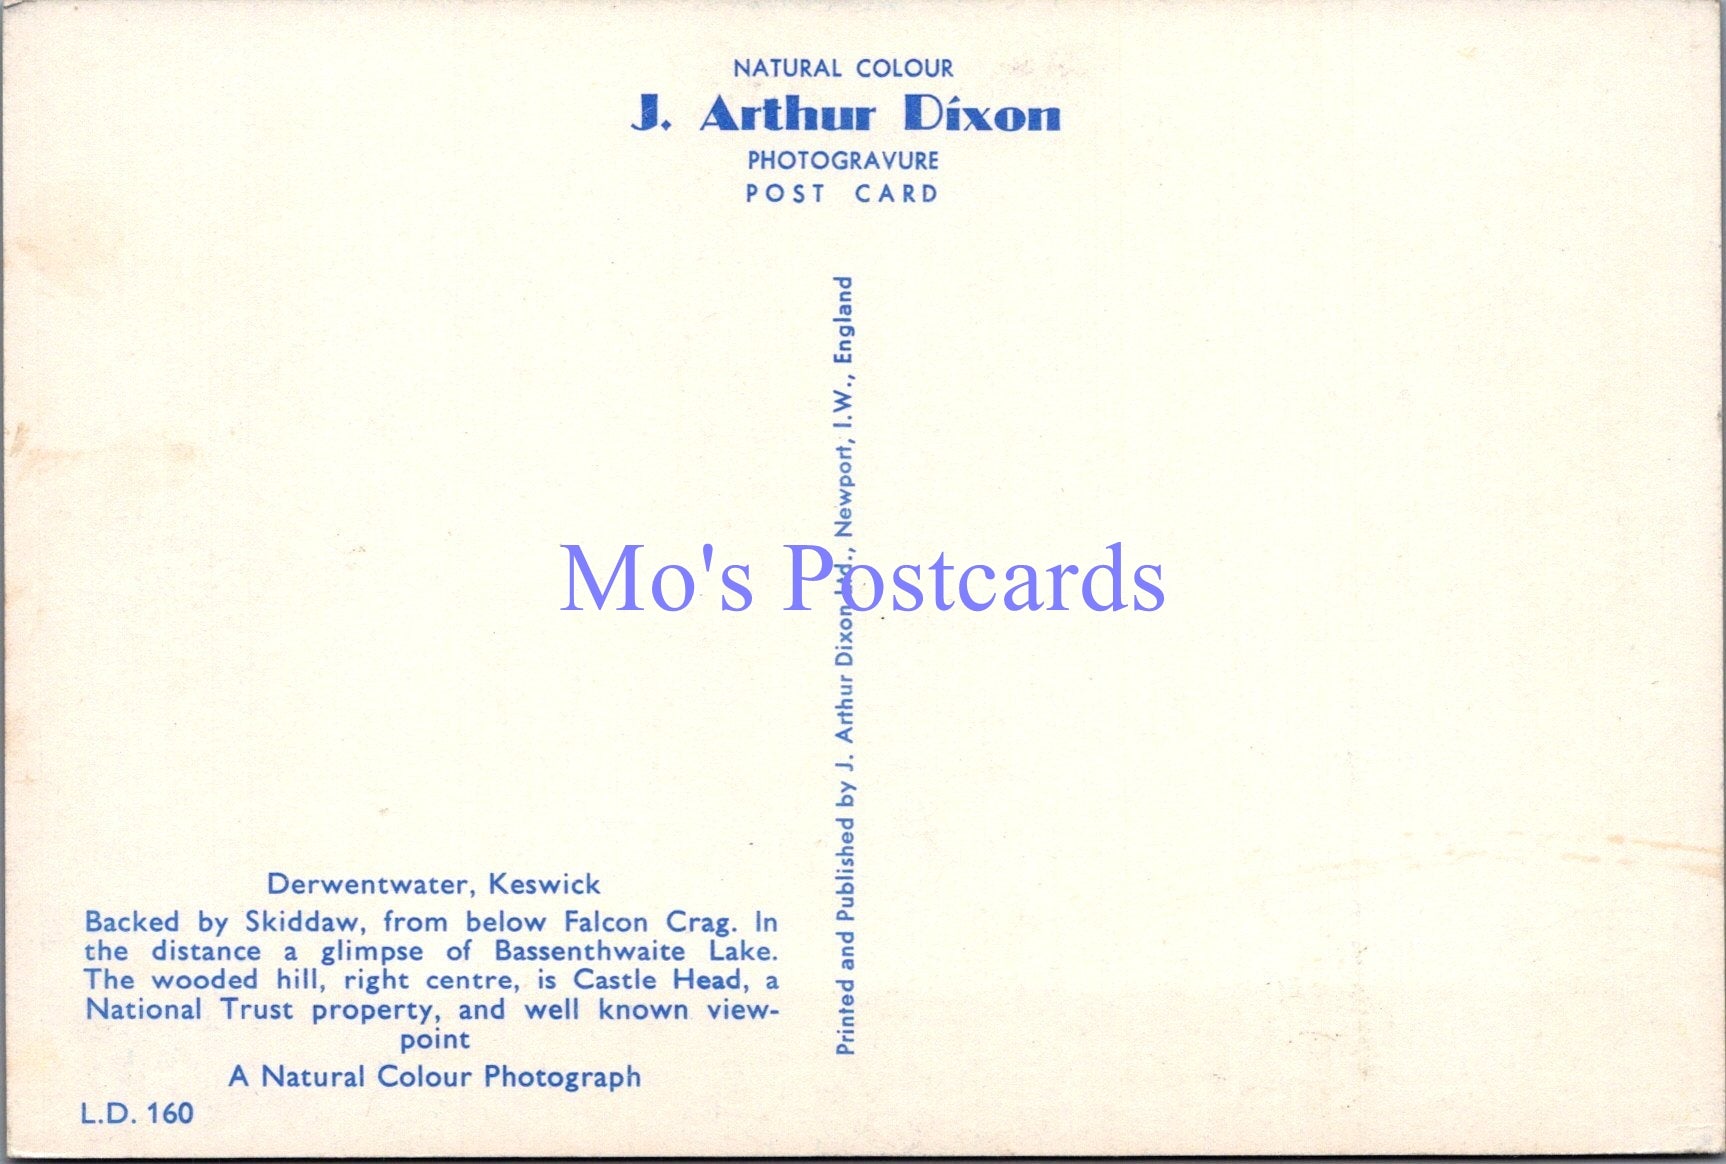 NATURAL COLOUR
J. Arthur Dixon
PHOTOGRAVURE
POST CARD
Printed and Published by J. Arthur Dixon Ltd., Newport, I.W., England
Mo's Postcards
Derwentwater, Keswick
Backed by Skiddaw, from below Falcon Crag. In
the distance a glimpse of Bassenthwaite Lake.
The wooded hill, right centre, is Castle Head, a
National Trust property, and well known view-
point
A Natural Colour Photograph
L.D. 160